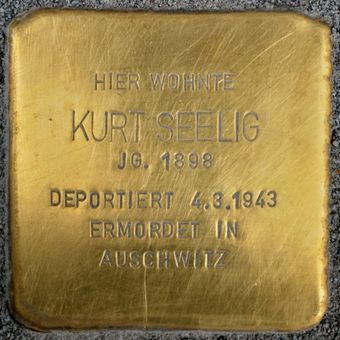 HIER WOHNTE
KURT SEELIG
JG. 1898
DEPORTIERT 4.3.1943
ERMORDET IN
AUSCHWITZ